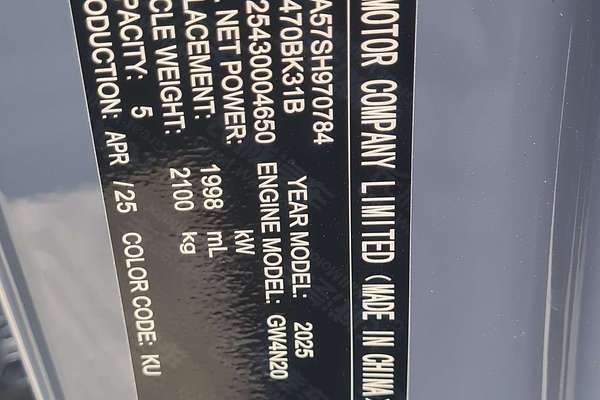 MOTOR COMPANY LIMITED (MADE IN CHINA)
A57SH970784 YEAR MODEL: 2025
470BK31B ENGINE MODEL: GW4N20
25430004650
NET POWER: kW
LACEMENT: 1998 mL
CLE WEIGHT: 2100 kg
PACITY: 5
ODUCTION: APR /25 COLOR CODE: KU